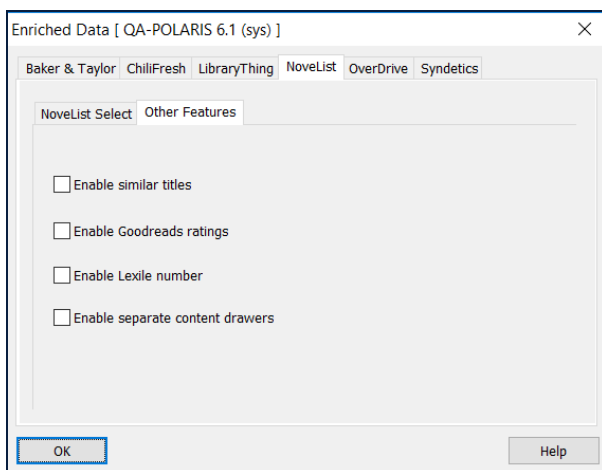 Enriched Data [ QA-POLARIS 6.1 (sys) ]
Baker & Taylor ChiliFresh LibraryThing NoveList OverDrive Syndetics
NoveList Select Other Features
Enable similar titles
Enable Goodreads ratings
Enable Lexile number
Enable separate content drawers
OK Help